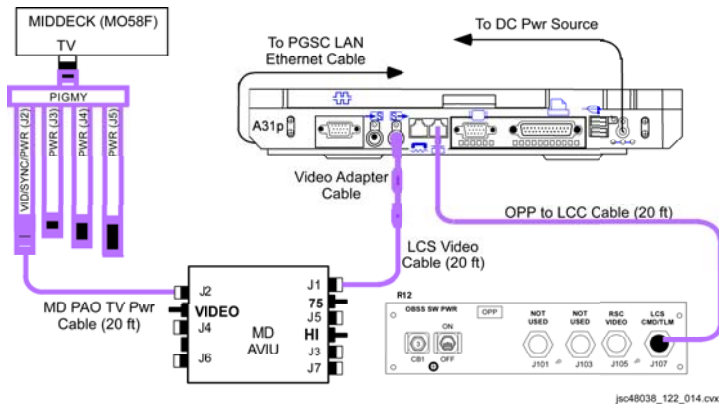 MIDDECK (MO58F)
TV
PIGMY
VID/SYNC/PWR (J2)
PWR (J3)
PWR (J4)
PWR (J5)
To PGSC LAN
Ethernet Cable
To DC Pwr Source
A31p
Video Adapter
Cable
OPP to LCC Cable (20 ft)
LCS Video
Cable (20 ft)
MD PAO TV Pwr
Cable (20 ft)
J2
VIDEO
J4
J6
MD
AVIU
J1
75
J5
HI
J3
J7
R12
OBSS SW PWR
OPP
ON
OFF
3
CB1
NOT
USED
J101
NOT
USED
J103
RSC
VIDEO
J105
LCS
CMD/TLM
J107
jsc48038_122_014.cvx